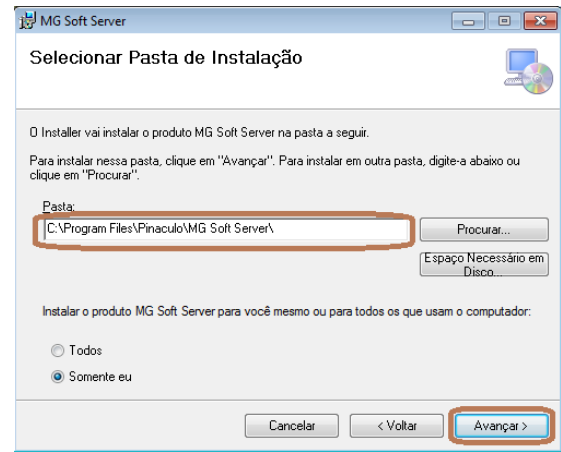 MG Soft Server
Selecionar Pasta de Instalação
O Installer vai instalar o produto MG Soft Server na pasta a seguir.
Para instalar nessa pasta, clique em "Avançar". Para instalar em outra pasta, digite-a abaixo ou
clique em "Procurar".
Pasta:
C:\Program Files\Pinaculo\MG Soft Server\
Procurar...
Espaço Necessário em
Disco...
Instalar o produto MG Soft Server para você mesmo ou para todos os que usam o computador:
Todos
Somente eu
Cancelar
< Voltar
Avançar >